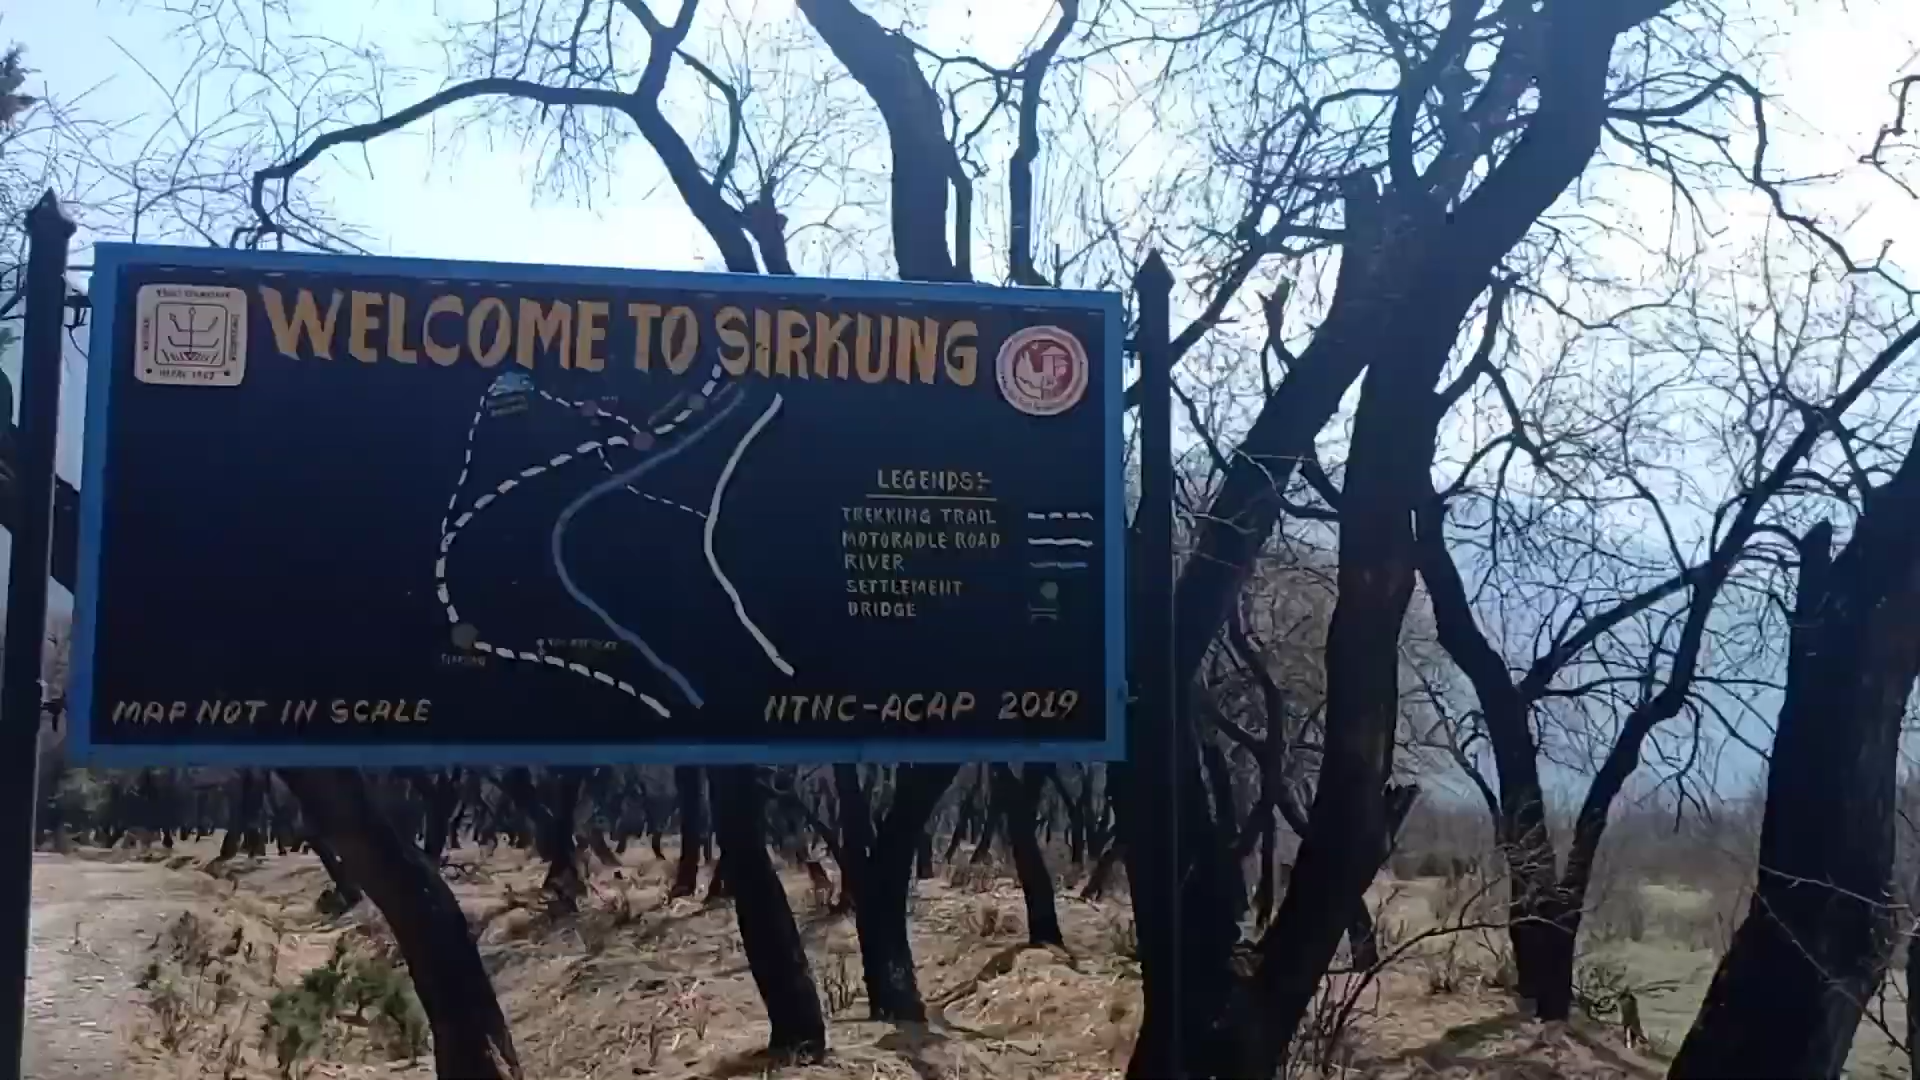 WELCOME TO SIRKUNG
LEGENDS:-
TREKKING TRAIL
MOTORABLE ROAD
RIVER
SETTLEMENT
BRIDGE
MAP NOT IN SCALE
NTNC-ACAP 2019